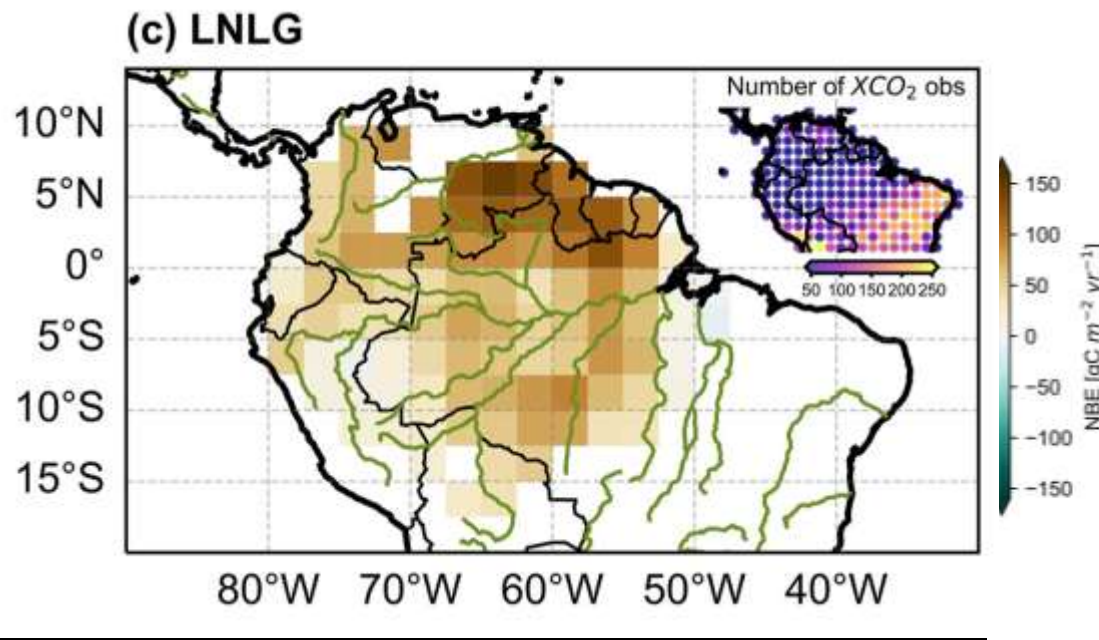 (c) LNLG
Number of XCO₂ obs
50 100 150 200 250
10°N
5°N
0°
5°S
10°S
15°S
80°W 70°W 60°W 50°W 40°W
150
100
50
0
−50
−100
−150
NBE [gC m⁻² yr⁻¹]